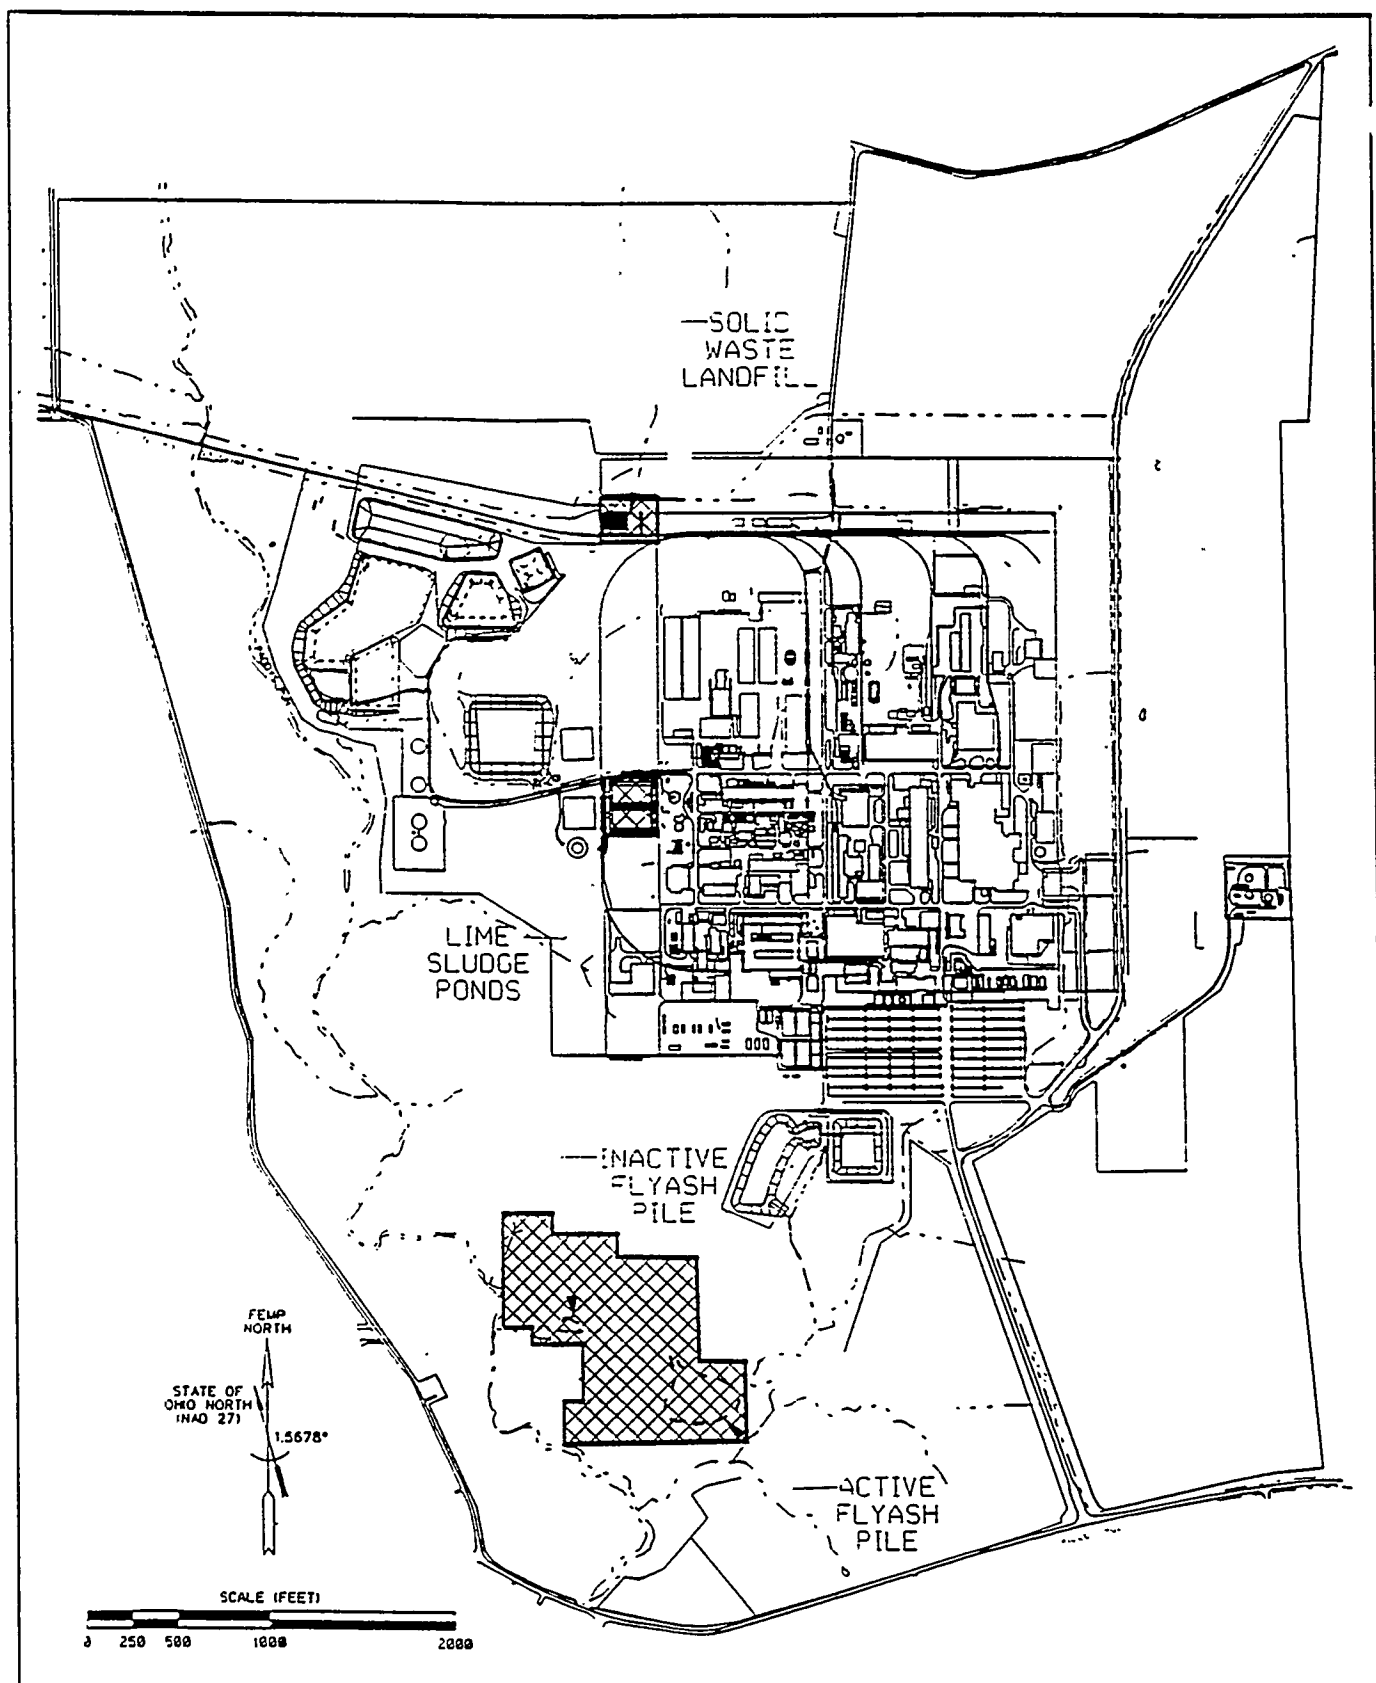 SOLID
WASTE
LANDFILL
LIME
SLUDGE
PONDS
INACTIVE
FLYASH
PILE
FEMP
NORTH
STATE OF
OHIO NORTH
(NAD 27)
1.5678°
ACTIVE
FLYASH
PILE
SCALE (FEET)
0 250 500 1000 2000